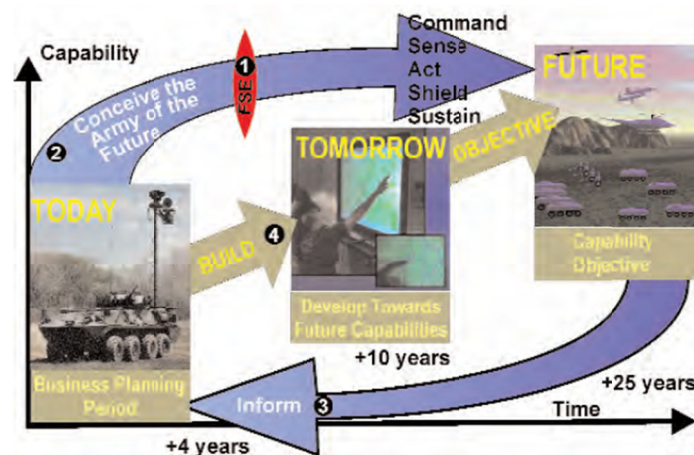 Capability
Command
Sense
Act
Shield
Sustain
FUTURE
1
FSE
Conceive the
Army of the
Future
2
TOMORROW
OBJECTIVE
TODAY
BUILD
4
Capability
Objective
Develop Towards
Future Capabilities
+10 years
+25 years
Business Planning
Period
Inform
3
Time
+4 years